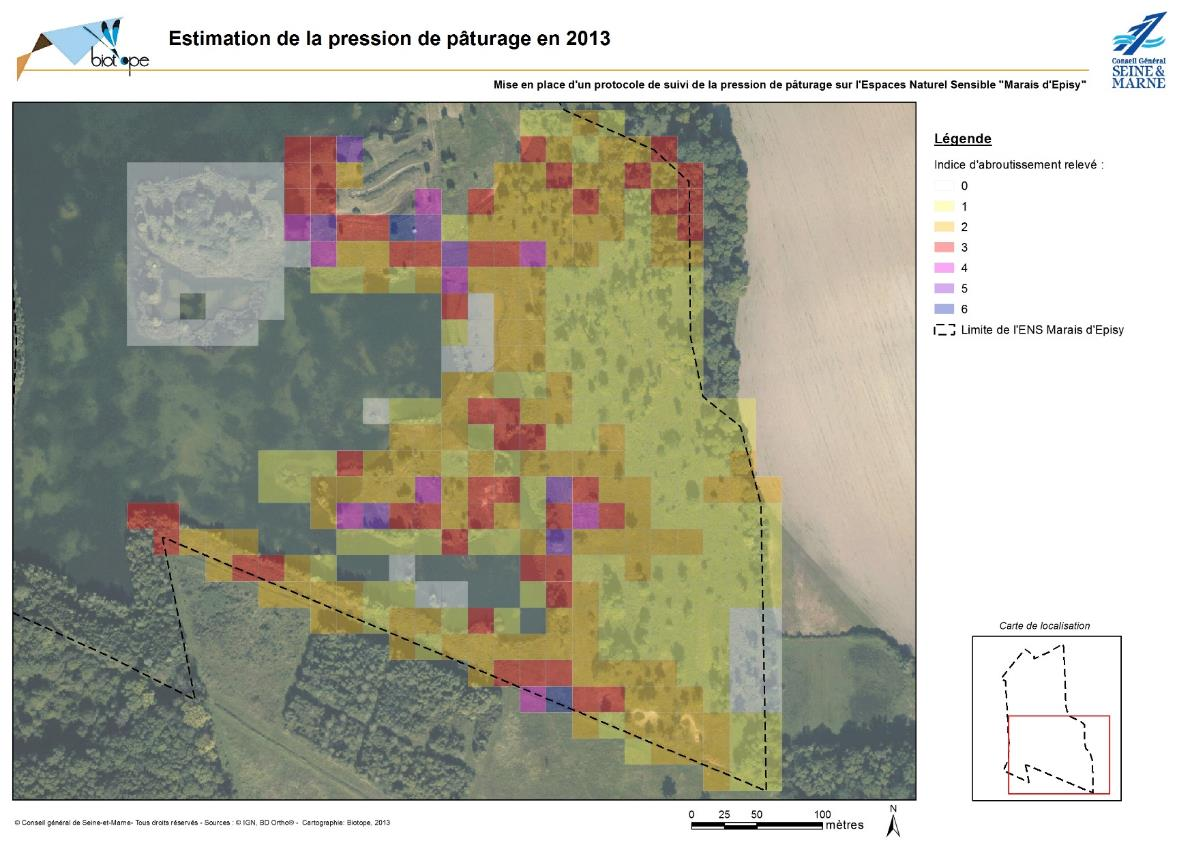 biotope
Estimation de la pression de pâturage en 2013
Conseil Général
SEINE &
MARNE
Mise en place d'un protocole de suivi de la pression de pâturage sur l'Espaces Naturel Sensible "Marais d'Episy"
Légende
Indice d'abroutissement relevé :
0
1
2
3
4
5
6
Limite de l'ENS Marais d'Episy
Carte de localisation
© Conseil général de Seine-et-Marne- Tous droits réservés - Sources : © IGN, BD Ortho® - Cartographie: Biotope, 2013
0 25 50 100
mètres
N